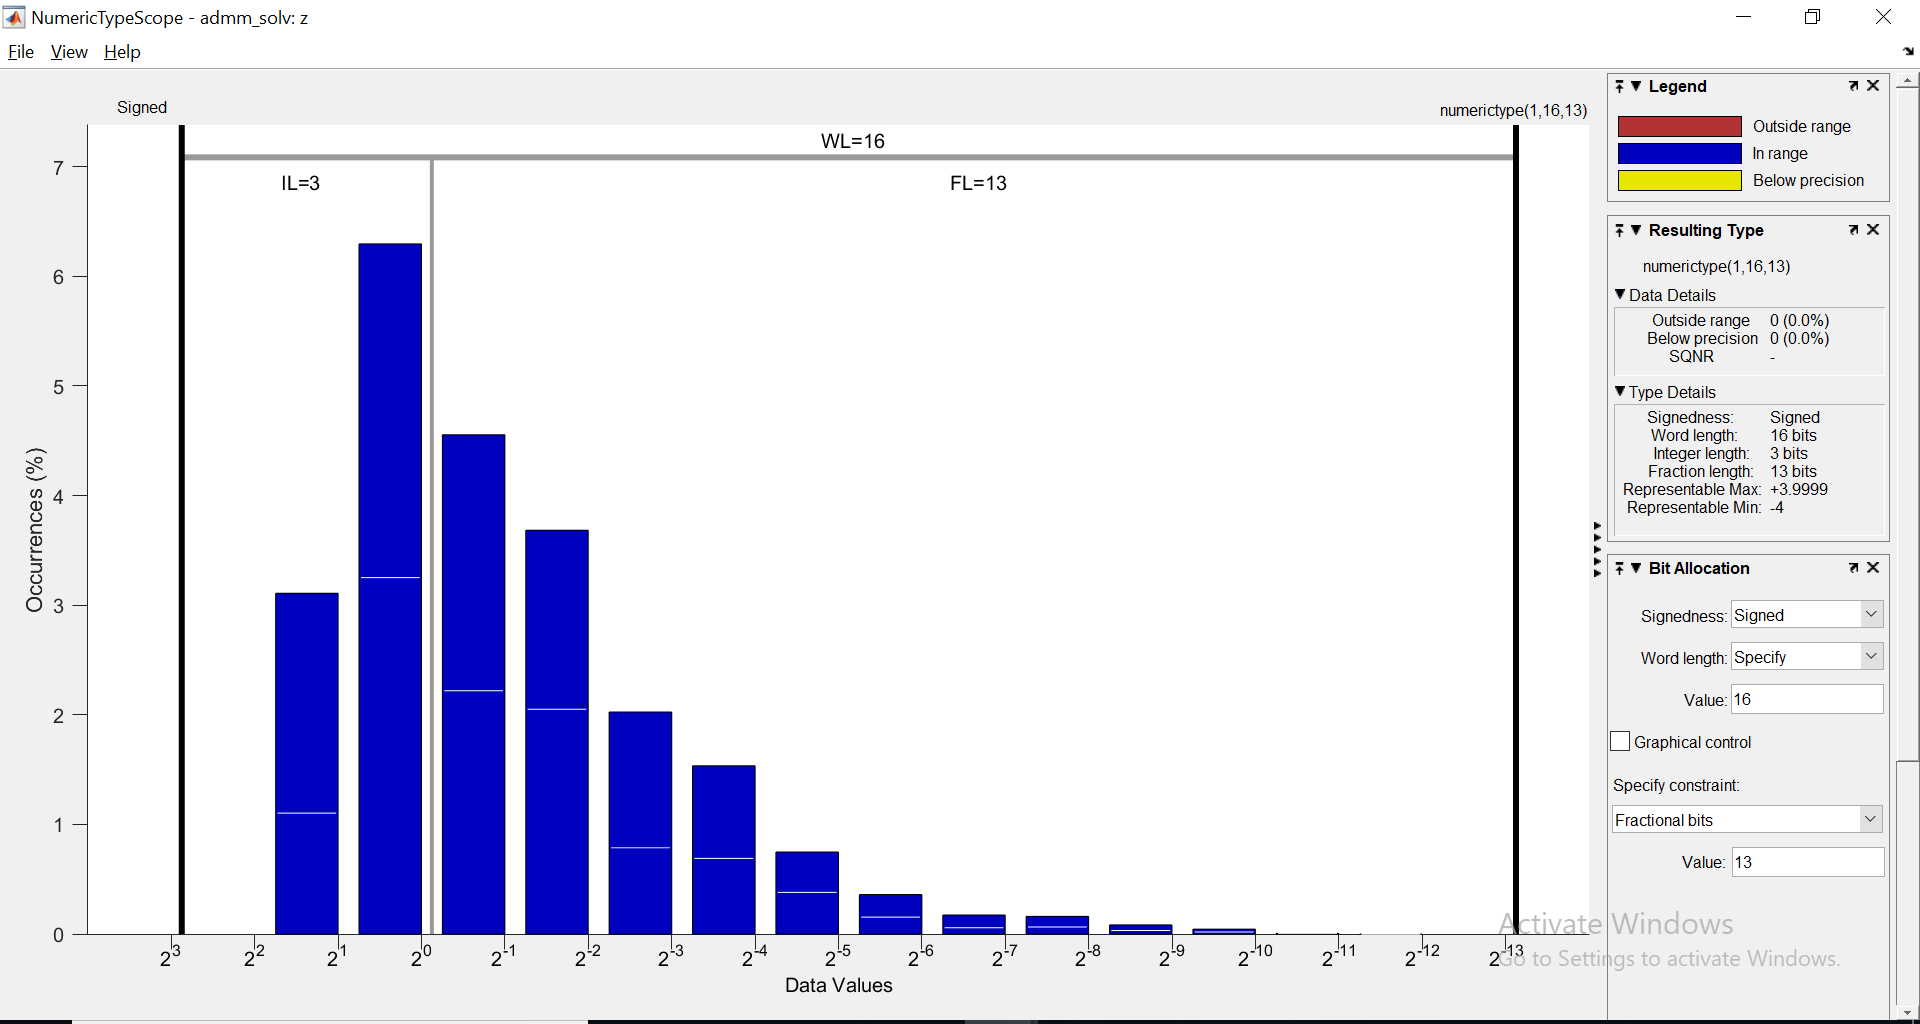 NumericTypeScope - admm_solv: z
File View Help
Signed
numerictype(1,16,13)
WL=16
IL=3
FL=13
7
6
5
4
3
2
1
0
Occurrences (%)
2^3 2^2 2^1 2^0 2^-1 2^-2 2^-3 2^-4 2^-5 2^-6 2^-7 2^-8 2^-9 2^-10 2^-11 2^-12 2^-13
Data Values
Legend
Outside range
In range
Below precision
Resulting Type
numerictype(1,16,13)
Data Details
Outside range 0 (0.0%)
Below precision 0 (0.0%)
SQNR -
Type Details
Signedness: Signed
Word length: 16 bits
Integer length: 3 bits
Fraction length: 13 bits
Representable Max: +3.9999
Representable Min: -4
Bit Allocation
Signedness: Signed
Word length: Specify
Value: 16
Graphical control
Specify constraint:
Fractional bits
Value: 13
Activate Windows
Go to Settings to activate Windows.